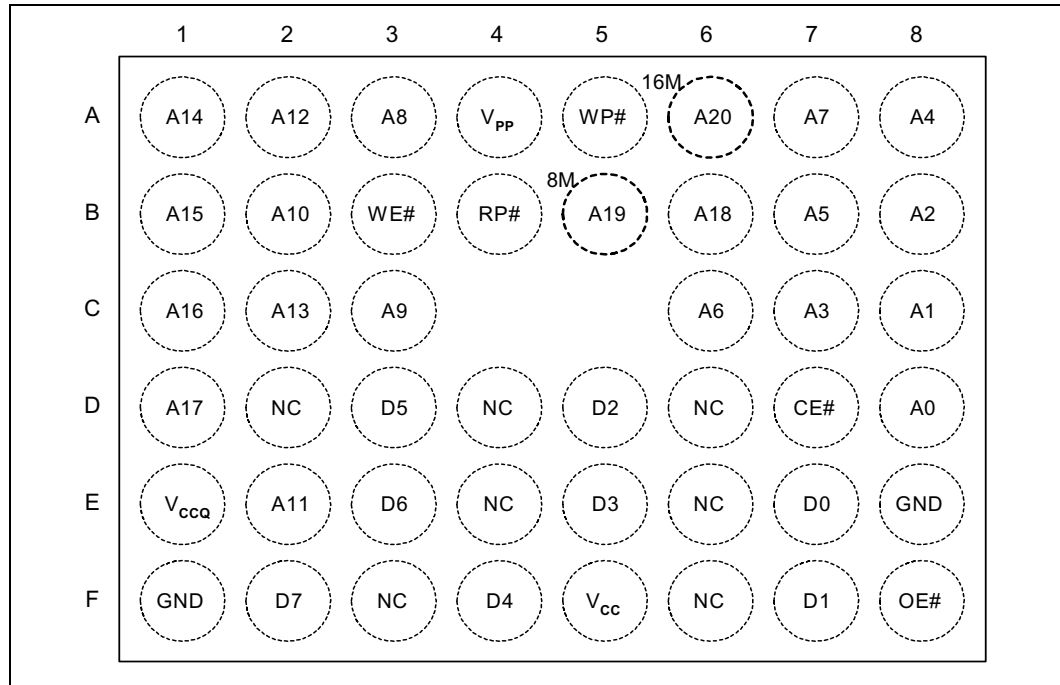 1 2 3 4 5 6 7 8
16M
A A14 A12 A8 VPP WP# A20 A7 A4
8M
B A15 A10 WE# RP# A19 A18 A5 A2
C A16 A13 A9 A6 A3 A1
D A17 NC D5 NC D2 NC CE# A0
E VCCQ A11 D6 NC D3 NC D0 GND
F GND D7 NC D4 VCC NC D1 OE#